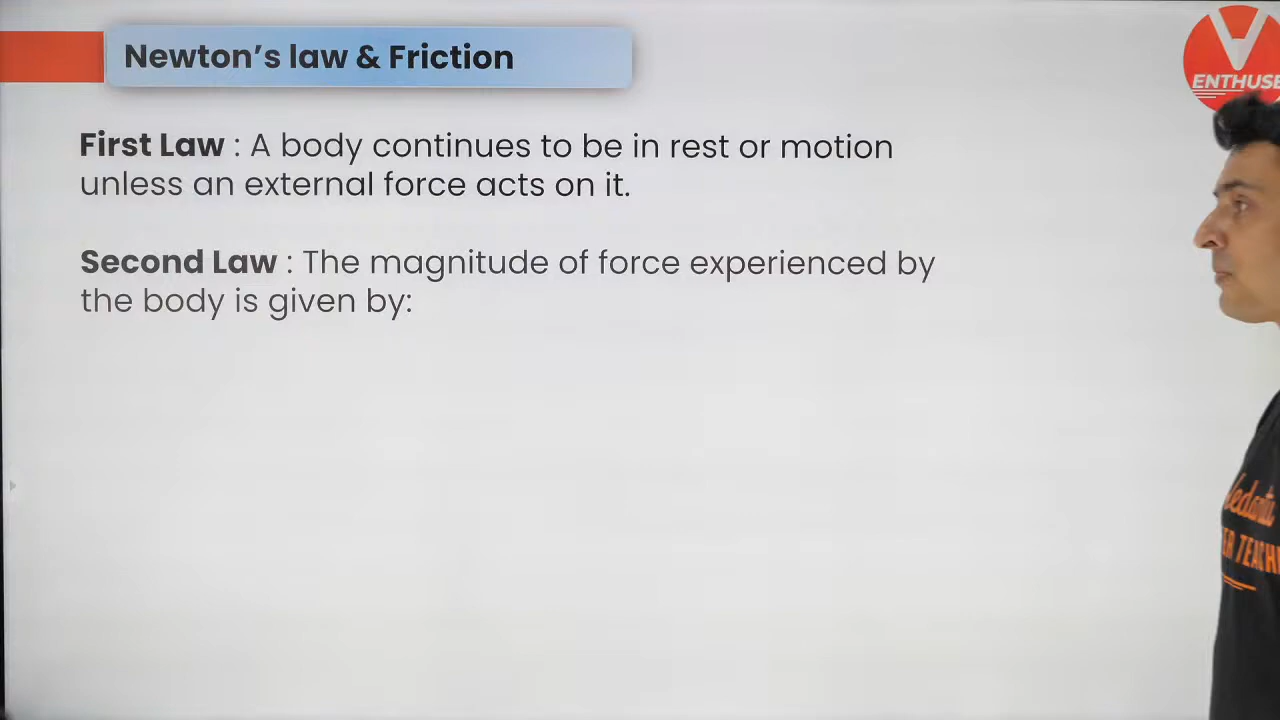 Newton’s law & Friction
ENTHUSE
First Law : A body continues to be in rest or motion
unless an external force acts on it.
Second Law : The magnitude of force experienced by
the body is given by: